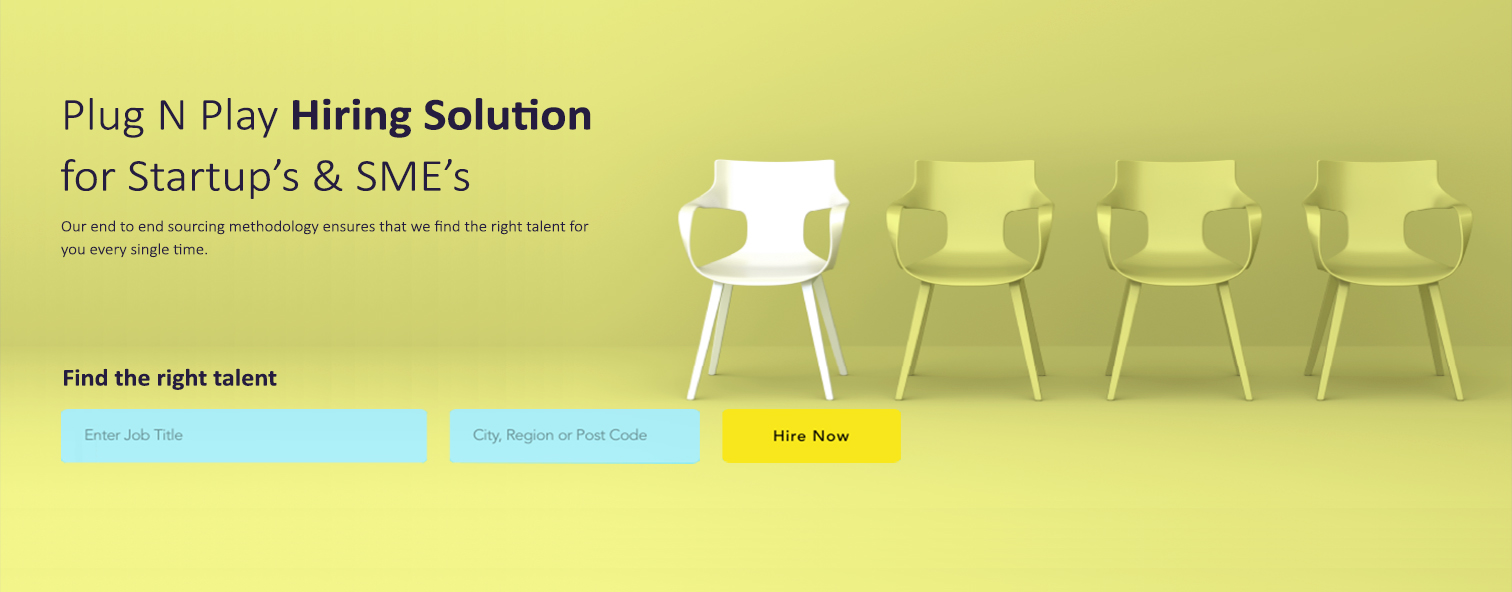 Plug N Play Hiring Solution
for Startup’s & SME’s
Our end to end sourcing methodology ensures that we find the right talent for
you every single time.
Find the right talent
Enter Job Title
City, Region or Post Code
Hire Now